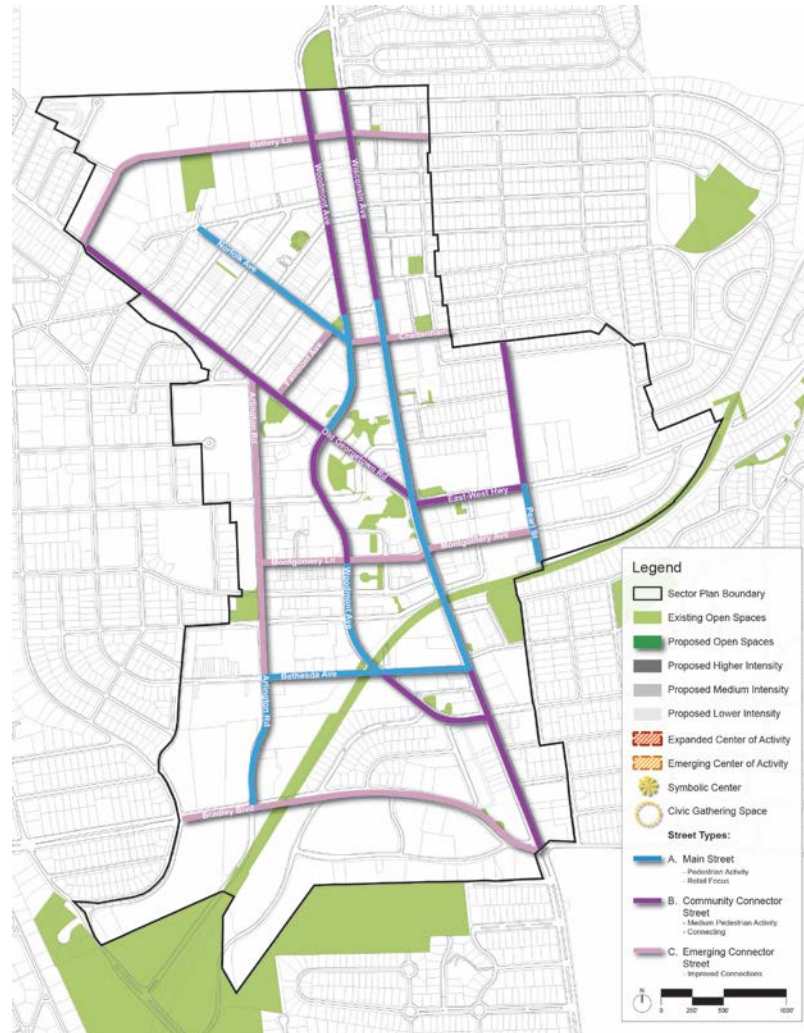 Battery Ln
Woodmont Ave
Wisconsin Ave
Norfolk Ave
Fairmont Ave
Arlington Rd
Old Georgetown Rd
East-West Hwy
Pearl St
Montgomery Ave
Montgomery Ln
Woodmont Ave
Bethesda Ave
Arlington Rd
Bradley Blvd
Legend
Sector Plan Boundary
Existing Open Spaces
Proposed Open Spaces
Proposed Higher Intensity
Proposed Medium Intensity
Proposed Lower Intensity
Expanded Center of Activity
Emerging Center of Activity
Symbolic Center
Civic Gathering Space
Street Types:
A. Main Street
- Pedestrian Activity
- Retail Focus
B. Community Connector
Street
- Medium Pedestrian Activity
- Connecting
C. Emerging Connector
Street
- Improved Connections
N
0 250' 500' 1000'